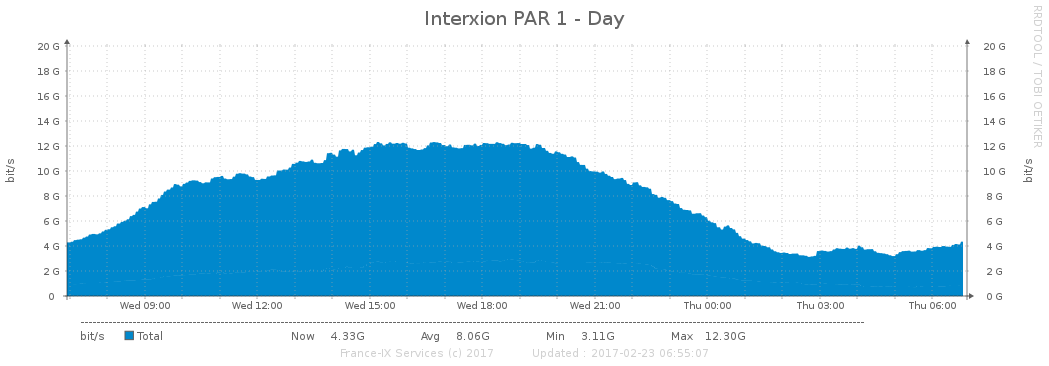 Interxion PAR 1 - Day
RRDTOOL / TOBI OETIKER
bit/s
bit/s
20 G 20 G
18 G 18 G
16 G 16 G
14 G 14 G
12 G 12 G
10 G 10 G
8 G 8 G
6 G 6 G
4 G 4 G
2 G 2 G
0 0 G
Wed 09:00 Wed 12:00 Wed 15:00 Wed 18:00 Wed 21:00 Thu 00:00 Thu 03:00 Thu 06:00
bit/s Total Now 4.33G Avg 8.06G Min 3.11G Max 12.30G
France-IX Services (c) 2017 Updated : 2017-02-23 06:55:07